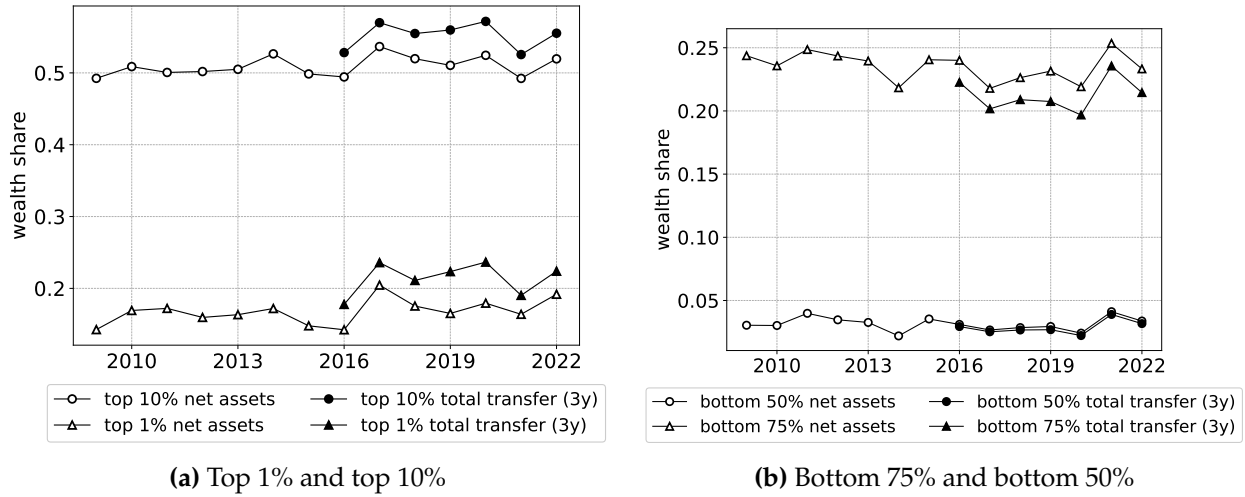 wealth share
0.5
0.4
0.3
0.2
2010 2013 2016 2019 2022
top 10% net assets top 10% total transfer (3y)
top 1% net assets top 1% total transfer (3y)
(a) Top 1% and top 10%
wealth share
0.25
0.20
0.15
0.10
0.05
2010 2013 2016 2019 2022
bottom 50% net assets bottom 50% total transfer (3y)
bottom 75% net assets bottom 75% total transfer (3y)
(b) Bottom 75% and bottom 50%